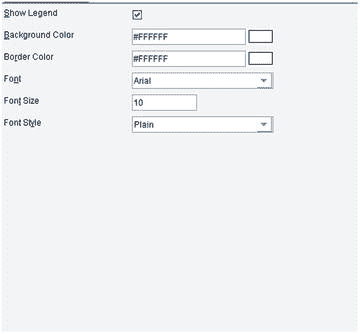 Show Legend
Background Color #FFFFFF
Border Color #FFFFFF
Font Arial
Font Size 10
Font Style Plain